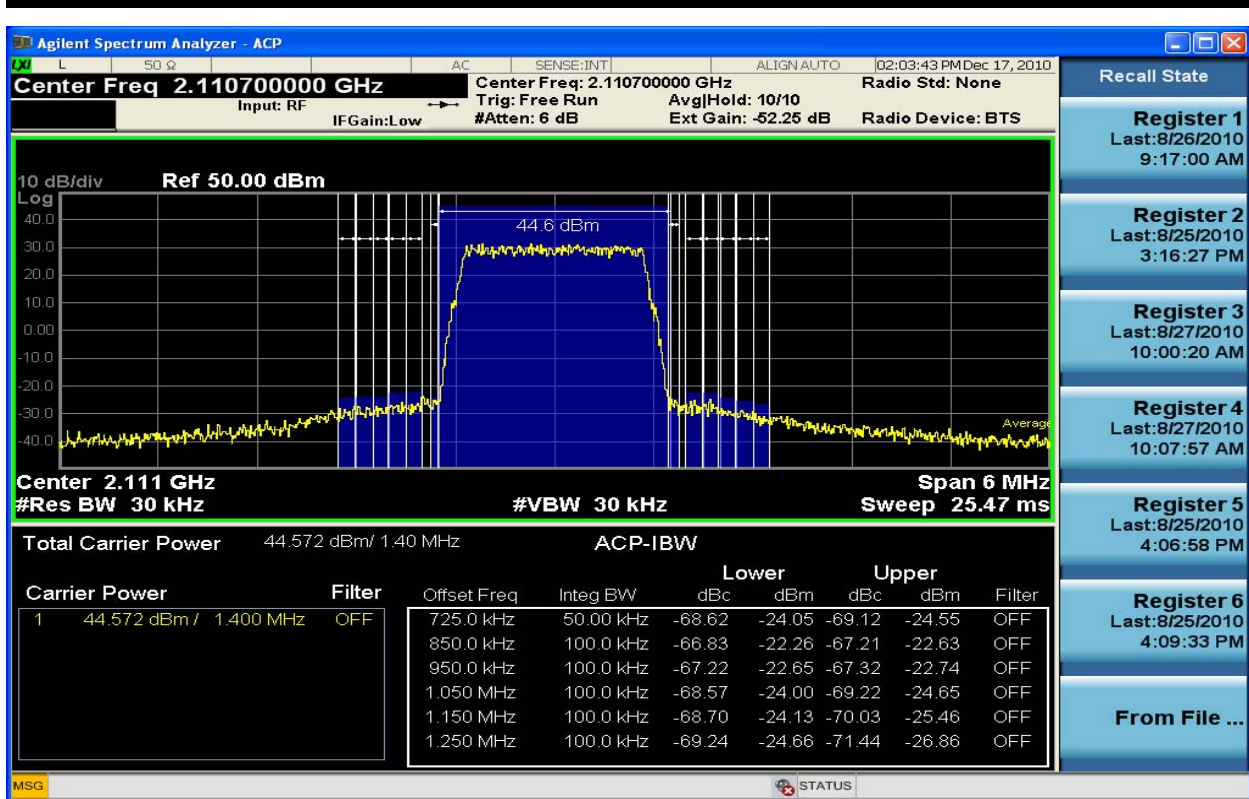 Agilent Spectrum Analyzer - ACP
LXI L 50 Ω AC SENSE:INT ALIGN AUTO 02:03:43 PM Dec 17, 2010
Center Freq 2.110700000 GHz
Input: RF
IFGain:Low
Center Freq: 2.110700000 GHz
Trig: Free Run Avg|Hold: 10/10
#Atten: 6 dB Ext Gain: -52.25 dB
Radio Std: None
Radio Device: BTS
10 dB/div Ref 50.00 dBm
Log
40.0
30.0
20.0
10.0
0.00
-10.0
-20.0
-30.0
-40.0
44.6 dBm
Average
Center 2.111 GHz Span 6 MHz
#Res BW 30 kHz #VBW 30 kHz Sweep 25.47 ms
Total Carrier Power 44.572 dBm/ 1.40 MHz ACP-IBW
Lower Upper
Carrier Power Filter
1 44.572 dBm / 1.400 MHz OFF
Offset Freq Integ BW dBc dBm dBc dBm Filter
725.0 kHz 50.00 kHz -68.62 -24.05 -69.12 -24.55 OFF
850.0 kHz 100.0 kHz -66.83 -22.26 -67.21 -22.63 OFF
950.0 kHz 100.0 kHz -67.22 -22.65 -67.32 -22.74 OFF
1.050 MHz 100.0 kHz -68.57 -24.00 -69.22 -24.65 OFF
1.150 MHz 100.0 kHz -68.70 -24.13 -70.03 -25.46 OFF
1.250 MHz 100.0 kHz -69.24 -24.66 -71.44 -26.86 OFF
MSG STATUS
Recall State
Register 1
Last:8/26/2010
9:17:00 AM
Register 2
Last:8/25/2010
3:16:27 PM
Register 3
Last:8/27/2010
10:00:20 AM
Register 4
Last:8/27/2010
10:07:57 AM
Register 5
Last:8/25/2010
4:06:58 PM
Register 6
Last:8/25/2010
4:09:33 PM
From File ...